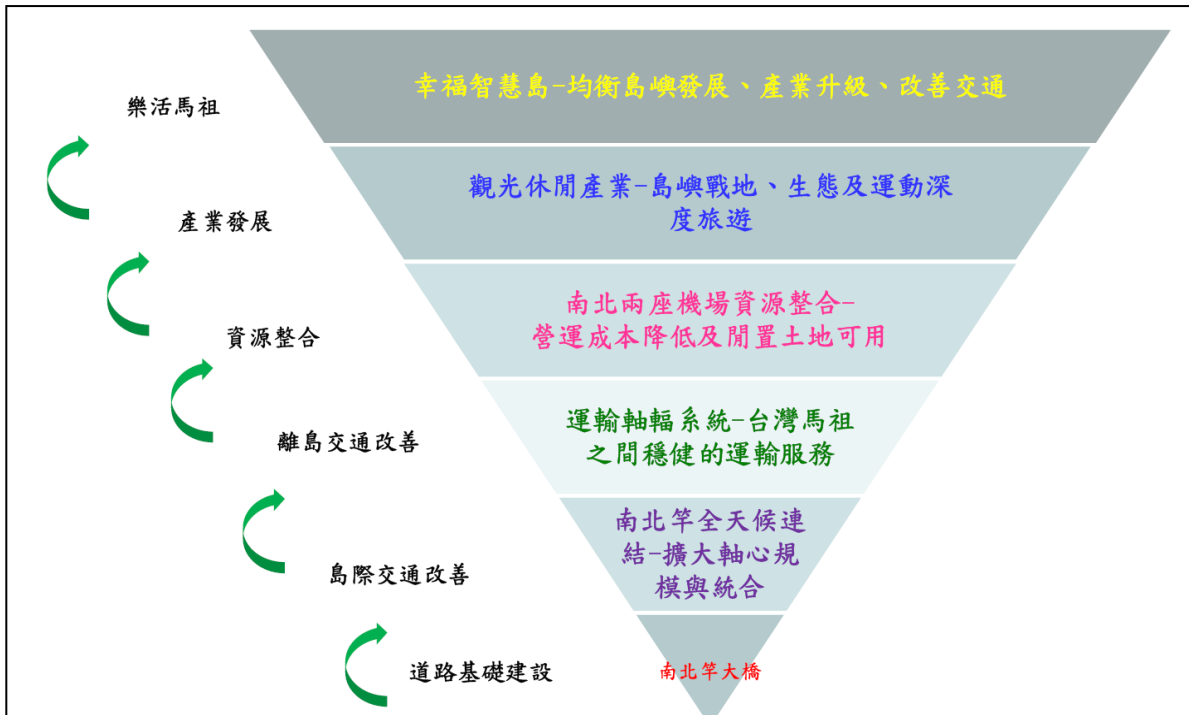 幸福智慧島-均衡島嶼發展、產業升級、改善交通
樂活馬祖
觀光休閒產業-島嶼戰地、生態及運動深
度旅遊
產業發展
南北兩座機場資源整合-
營運成本降低及閒置土地可用
資源整合
運輸軸輻系統-台灣馬祖
之間穩健的運輸服務
離島交通改善
南北竿全天候連
結-擴大軸心規
模與統合
島際交通改善
道路基礎建設
南北竿大橋